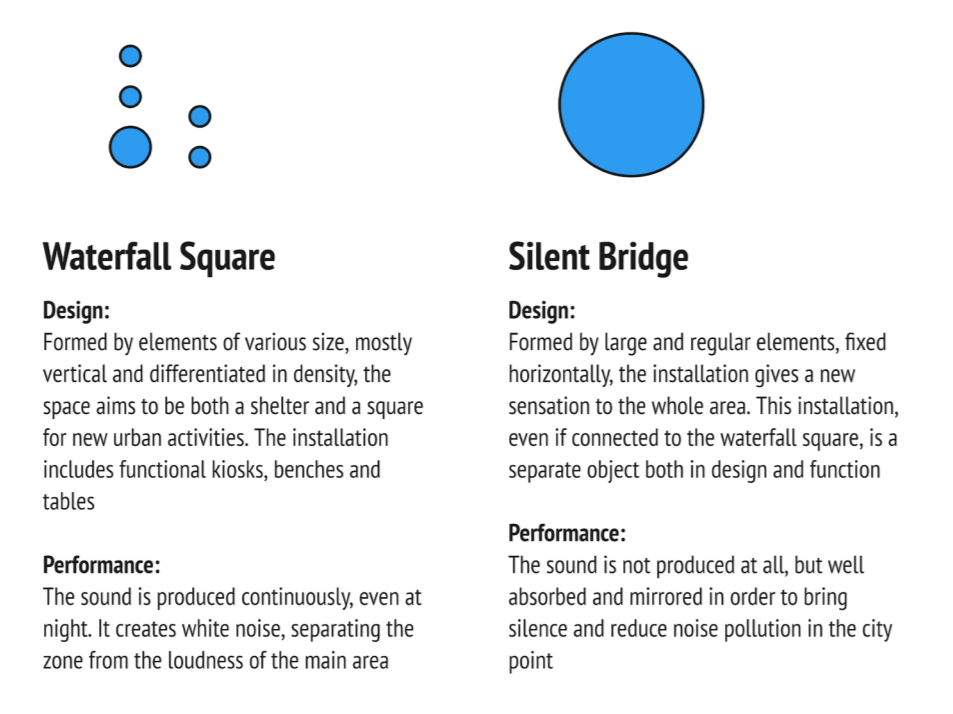 Waterfall Square
Design:
Formed by elements of various size, mostly
vertical and differentiated in density, the
space aims to be both a shelter and a square
for new urban activities. The installation
includes functional kiosks, benches and
tables
Performance:
The sound is produced continuously, even at
night. It creates white noise, separating the
zone from the loudness of the main area
Silent Bridge
Design:
Formed by large and regular elements, fixed
horizontally, the installation gives a new
sensation to the whole area. This installation,
even if connected to the waterfall square, is a
separate object both in design and function
Performance:
The sound is not produced at all, but well
absorbed and mirrored in order to bring
silence and reduce noise pollution in the city
point